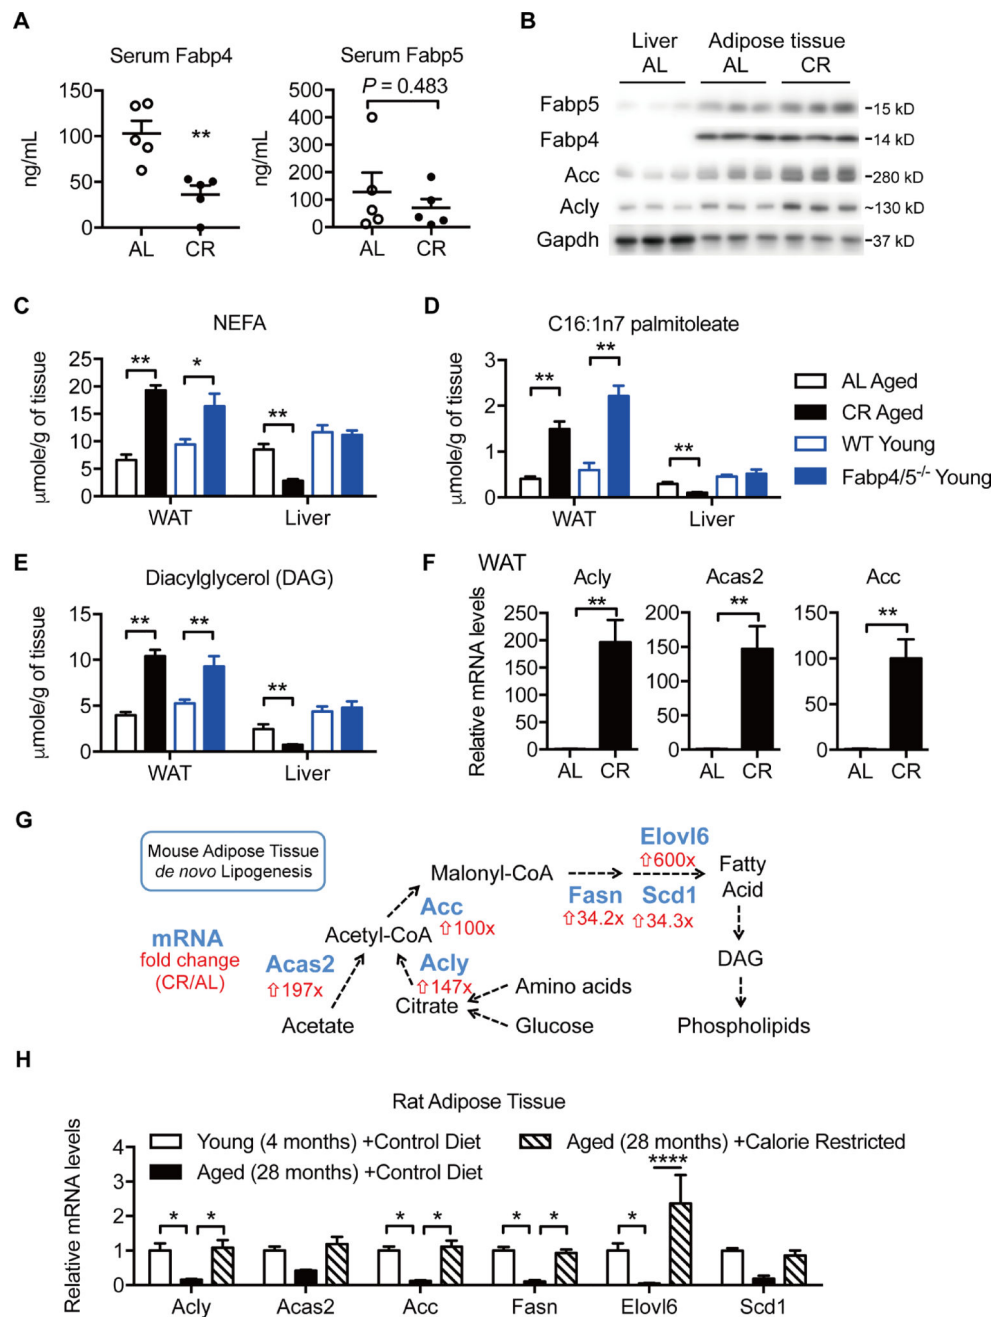 A
Serum Fabp4
ng/mL
150
100
50
0
**
AL
CR
Serum Fabp5
P = 0.483
ng/mL
500
400
300
200
100
0
AL
CR
B
Liver
Adipose tissue
AL
AL
CR
Fabp5
-15 kD
Fabp4
-14 kD
Acc
-280 kD
Acly
~130 kD
Gapdh
-37 kD
C
NEFA
μmole/g of tissue
25
20
15
10
5
0
**
*
**
WAT
Liver
D
C16:1n7 palmitoleate
μmole/g of tissue
3
2
1
0
**
**
**
WAT
Liver
AL Aged
CR Aged
WT Young
Fabp4/5-/- Young
E
Diacylglycerol (DAG)
μmole/g of tissue
15
10
5
0
**
**
**
WAT
Liver
F
WAT
Relative mRNA levels
Acly
250
200
150
100
50
0
**
AL
CR
Acas2
200
150
100
50
0
**
AL
CR
Acc
150
100
50
0
**
AL
CR
G
Mouse Adipose Tissue
de novo Lipogenesis
mRNA
fold change
(CR/AL)
Elovl6
⇧600x
Malonyl-CoA
Fatty
Acid
Fasn
Scd1
⇧34.2x
⇧34.3x
Acc
⇧100x
Acetyl-CoA
Acas2
⇧197x
Acly
⇧147x
DAG
Amino acids
Citrate
Acetate
Glucose
Phospholipids
H
Rat Adipose Tissue
Young (4 months) +Control Diet
Aged (28 months) +Calorie Restricted
Aged (28 months) +Control Diet
Relative mRNA levels
4
3
2
1
0
*
*
*
*
*
*
*
****
Acly
Acas2
Acc
Fasn
Elovl6
Scd1